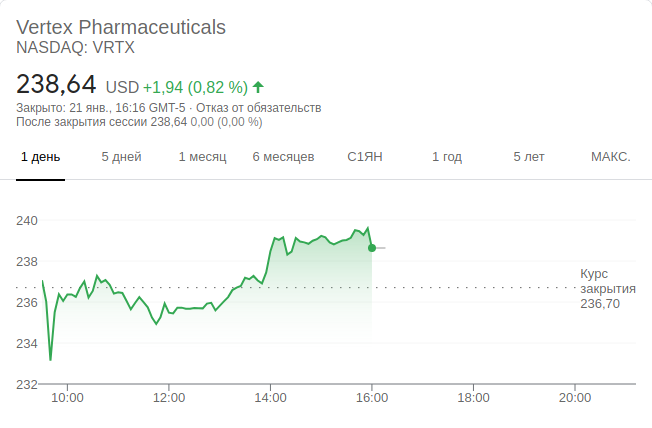 Vertex Pharmaceuticals
NASDAQ: VRTX
238,64 USD +1,94 (0,82 %)
Закрыто: 21 янв., 16:16 GMT-5 · Отказ от обязательств
После закрытия сессии 238,64 0,00 (0,00 %)
1 день 5 дней 1 месяц 6 месяцев С1ЯН 1 год 5 лет МАКС.
240
238
Курс
закрытия
236,70
236
234
232
10:00 12:00 14:00 16:00 18:00 20:00